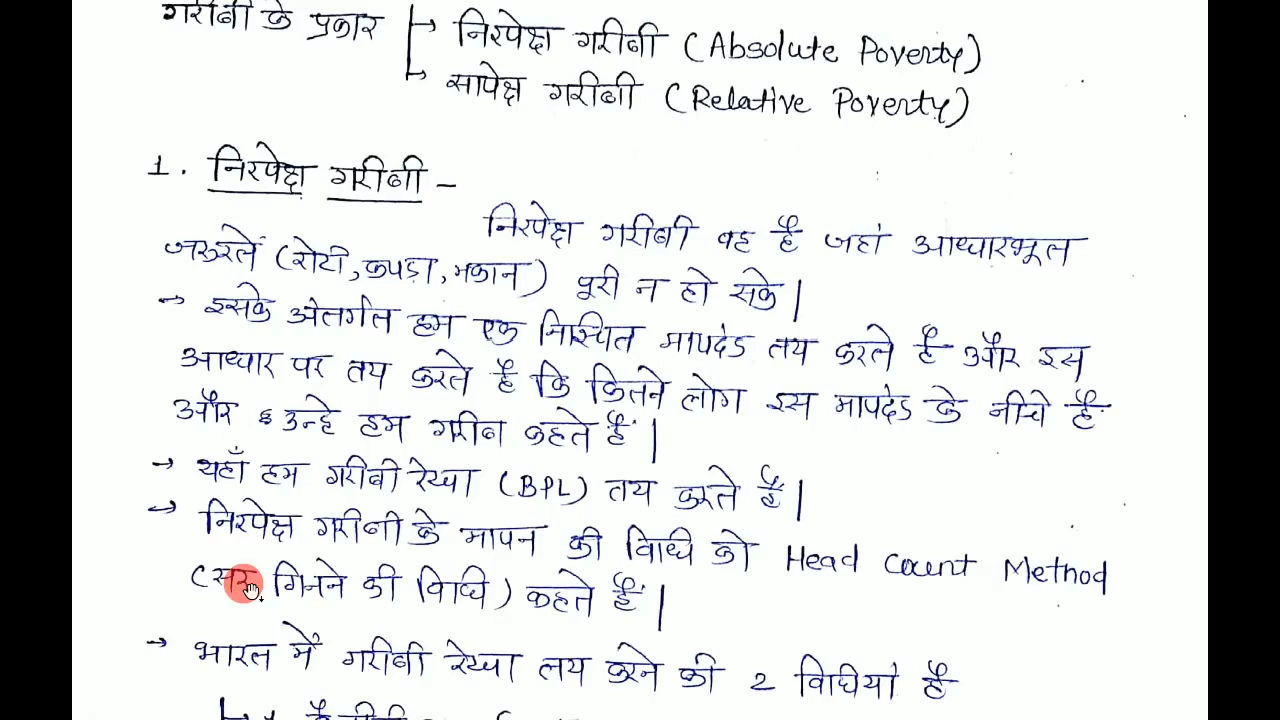 गरीबी के प्रकार → निरपेक्ष गरीबी (Absolute Poverty)
→ सापेक्ष गरीबी (Relative Poverty)
1. निरपेक्ष गरीबी -
निरपेक्ष गरीबी वह है जहां आधारभूत
जरूरतें (रोटी, कपड़ा, मकान) पूरी न हो सके।
→ इसके अंतर्गत हम एक निश्चित मापदंड तय करते हैं और इस
आधार पर तय करते हैं कि कितने लोग इस मापदंड के नीचे हैं
और उन्हे हम गरीब कहते हैं।
→ यहाँ हम गरीबी रेखा (BPL) तय करते हैं।
→ निरपेक्ष गरीबी के मापन की विधि को Head Count Method
(सर गिनने की विधि) कहते हैं।
→ भारत में गरीबी रेखा तय करने की 2 विधियां है